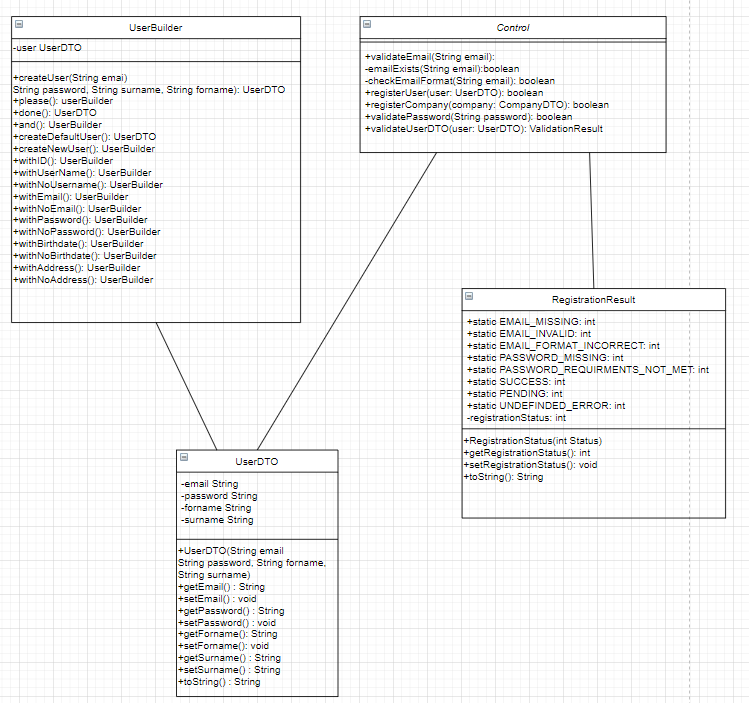 UserBuilder
-user UserDTO
+createUser(String emai)
String password, String surname, String forname): UserDTO
+please(): userBuilder
+done(): UserDTO
+and(): UserBuilder
+createDefaultUser(): UserDTO
+createNewUser(): UserBuilder
+withID(): UserBuilder
+withUserName(): UserBuilder
+withNoUsername(): UserBuilder
+withEmail(): UserBuilder
+withNoEmail(): UserBuilder
+withPassword(): UserBuilder
+withNoPassword(): UserBuilder
+withBirthdate(): UserBuilder
+withNoBirthdate(): UserBuilder
+withAddress(): UserBuilder
+withNoAddress(): UserBuilder
Control
+validateEmail(String email):
-emailExists(String email):boolean
-checkEmailFormat(String email): boolean
+registerUser(user: UserDTO): boolean
+registerCompany(company: CompanyDTO): boolean
+validatePassword(String password): boolean
+validateUserDTO(user: UserDTO): ValidationResult
RegistrationResult
+static EMAIL_MISSING: int
+static EMAIL_INVALID: int
+static EMAIL_FORMAT_INCORRECT: int
+static PASSWORD_MISSING: int
+static PASSWORD_REQUIRMENTS_NOT_MET: int
+static SUCCESS: int
+static PENDING: int
+static UNDEFINDED_ERROR: int
-registrationStatus: int
+RegistrationStatus(int Status)
+getRegistrationStatus(): int
+setRegistrationStatus(): void
+toString(): String
UserDTO
-email String
-password String
-forname String
-surname String
+UserDTO(String email
String password, String forname,
String surname)
+getEmail() : String
+setEmail() : void
+getPassword() : String
+setPassword() : void
+getForname(): String
+setForname(): void
+getSurname() : String
+setSurname() : String
+toString() : String